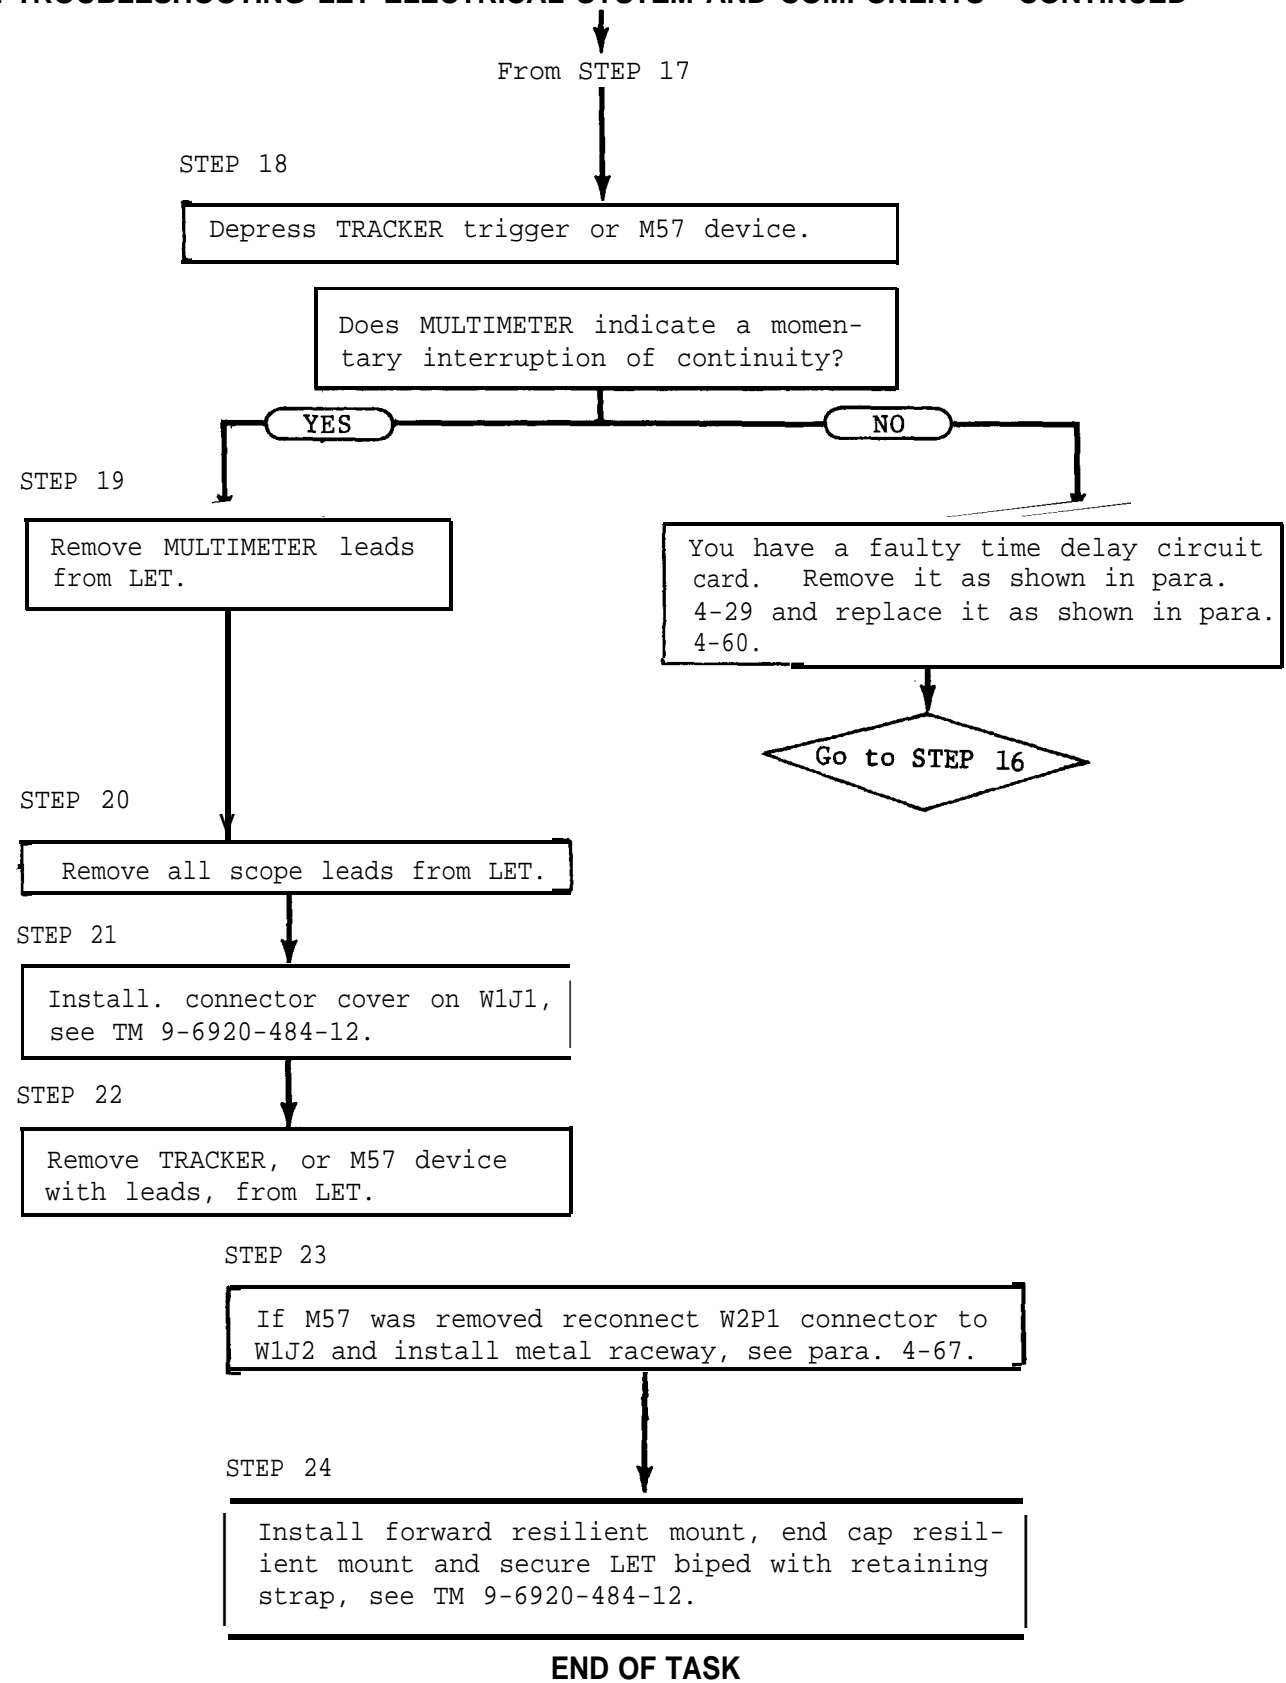 TROUBLESHOOTING LET ELECTRICAL SYSTEM AND COMPONENTS - CONTINUED
From STEP 17
STEP 18
Depress TRACKER trigger or M57 device.
Does MULTIMETER indicate a momen-
tary interruption of continuity?
YES
NO
STEP 19
Remove MULTIMETER leads
from LET.
You have a faulty time delay circuit
card. Remove it as shown in para.
4-29 and replace it as shown in para.
4-60.
Go to STEP 16
STEP 20
Remove all scope leads from LET.
STEP 21
Install. connector cover on W1J1,
see TM 9-6920-484-12.
STEP 22
Remove TRACKER, or M57 device
with leads, from LET.
STEP 23
If M57 was removed reconnect W2P1 connector to
W1J2 and install metal raceway, see para. 4-67.
STEP 24
Install forward resilient mount, end cap resil-
ient mount and secure LET biped with retaining
strap, see TM 9-6920-484-12.
END OF TASK